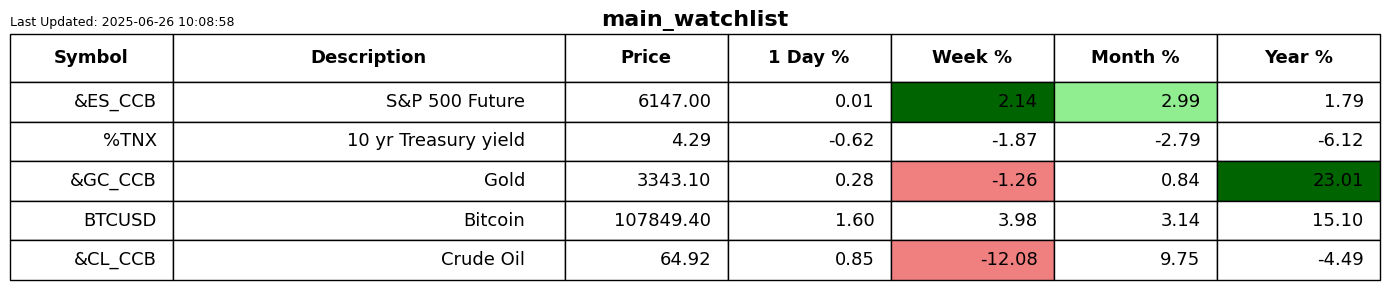 main_watchlist
Last Updated: 2025-06-26 10:08:58
Symbol Description Price 1 Day % Week % Month % Year %
&ES_CCB S&P 500 Future 6147.00 0.01 2.14 2.99 1.79
%TNX 10 yr Treasury yield 4.29 -0.62 -1.87 -2.79 -6.12
&GC_CCB Gold 3343.10 0.28 -1.26 0.84 23.01
BTCUSD Bitcoin 107849.40 1.60 3.98 3.14 15.10
&CL_CCB Crude Oil 64.92 0.85 -12.08 9.75 -4.49